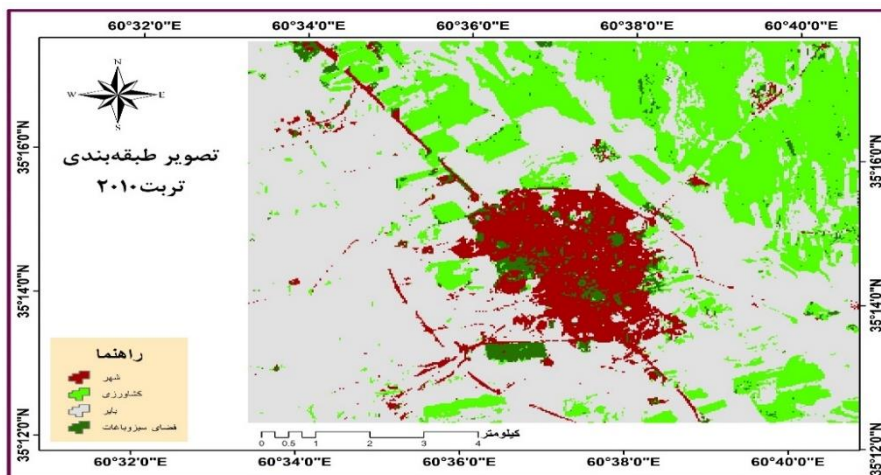 60°32'0"E 60°34'0"E 60°36'0"E 60°38'0"E 60°40'0"E
N
W E
S
تصویر طبقه‌بندی
تربت۲۰۱۰
35°16'0"N 35°16'0"N
35°14'0"N 35°14'0"N
35°12'0"N 35°12'0"N
راهنما
شهر
کشاورزی
بایر
فضای سبزوباغات
کیلومتر
0 0.5 1 2 3 4
60°32'0"E 60°34'0"E 60°36'0"E 60°38'0"E 60°40'0"E